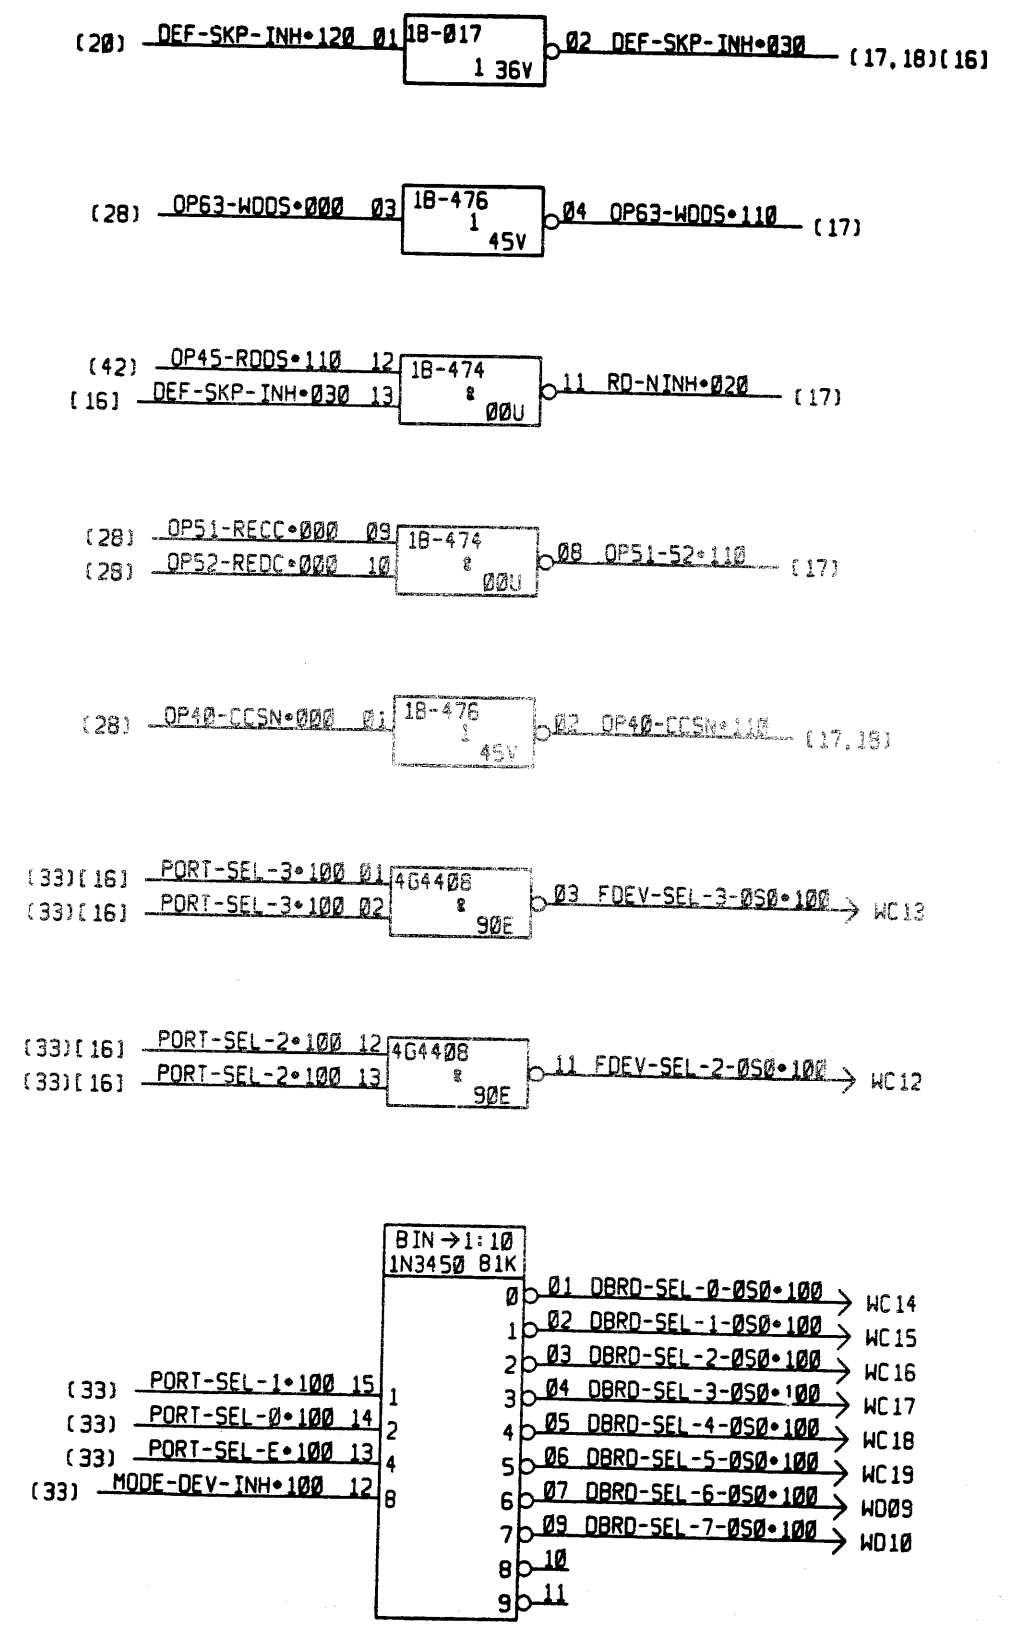 (20) DEF-SKP-INH•120 01 1B-017 02 DEF-SKP-INH•030 (17,18)[16]
1 36V
(28) OP63-WDDS•000 03 1B-476 04 OP63-WDDS•110 (17)
1
45V
(42) OP45-RDDS•110 12 1B-474 11 RD-NINH•020 (17)
[16] DEF-SKP-INH•030 13 &
00U
(28) OP51-RECC•000 09 1B-474 08 OP51-52•110 (17)
(28) OP52-REDC•000 10 &
00U
(28) OP40-CCSN•000 01 1B-476 02 OP40-CCSN•110 (17,18)
1
45V
(33)[16] PORT-SEL-3•100 01 4G4408 03 FDEV-SEL-3-0S0•100 WC13
(33)[16] PORT-SEL-3•100 02 &
90E
(33)[16] PORT-SEL-2•100 12 4G4408 11 FDEV-SEL-2-0S0•100 WC12
(33)[16] PORT-SEL-2•100 13 &
90E
BIN→1:10
1N3450 81K
0 01 DBRD-SEL-0-0S0•100 WC14
1 02 DBRD-SEL-1-0S0•100 WC15
2 03 DBRD-SEL-2-0S0•100 WC16
(33) PORT-SEL-1•100 15 1 3 04 DBRD-SEL-3-0S0•100 WC17
(33) PORT-SEL-0•100 14 2 4 05 DBRD-SEL-4-0S0•100 WC18
(33) PORT-SEL-E•100 13 4 5 06 DBRD-SEL-5-0S0•100 WC19
(33) MODE-DEV-INH•100 12 8 6 07 DBRD-SEL-6-0S0•100 WD09
7 09 DBRD-SEL-7-0S0•100 WD10
8 10
9 11